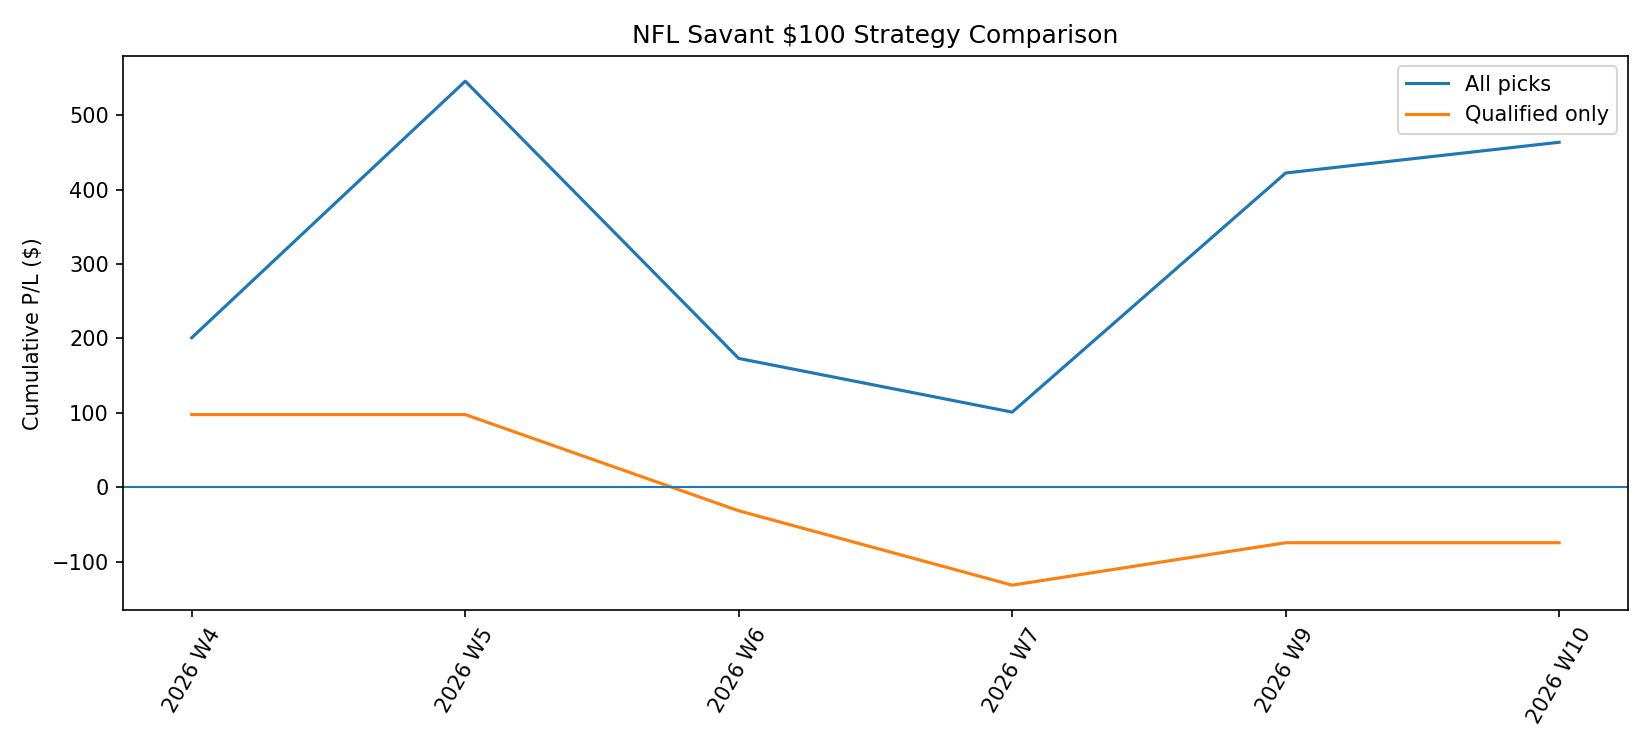 NFL Savant $100 Strategy Comparison
All picks
Qualified only
Cumulative P/L ($)
500
400
300
200
100
0
−100
2026 W4
2026 W5
2026 W6
2026 W7
2026 W9
2026 W10